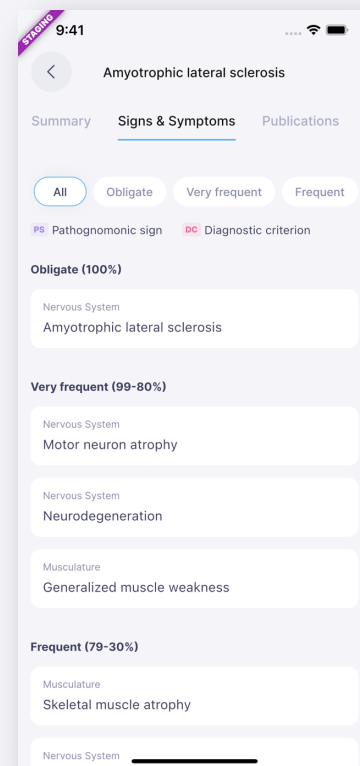 STAGING
9:41
Amyotrophic lateral sclerosis
Summary Signs & Symptoms Publications
All Obligate Very frequent Frequent
PS Pathognomonic sign DC Diagnostic criterion
Obligate (100%)
Nervous System
Amyotrophic lateral sclerosis
Very frequent (99-80%)
Nervous System
Motor neuron atrophy
Nervous System
Neurodegeneration
Musculature
Generalized muscle weakness
Frequent (79-30%)
Musculature
Skeletal muscle atrophy
Nervous System